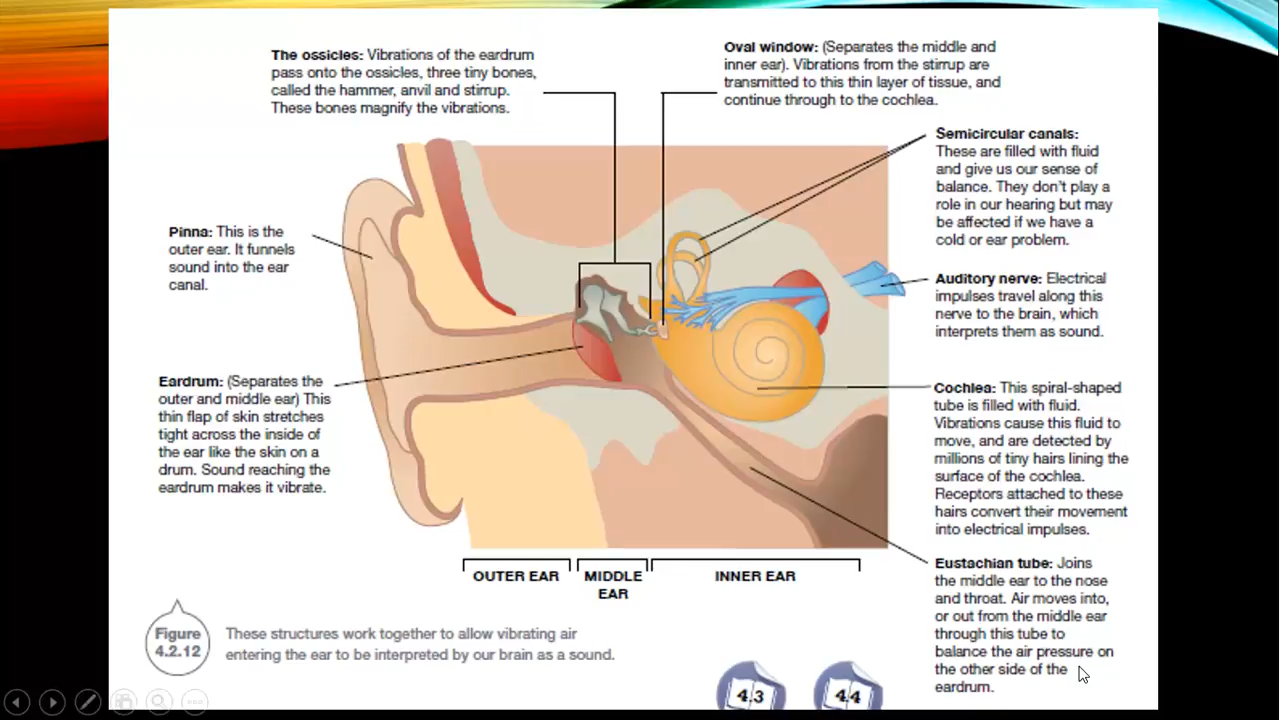 The ossicles: Vibrations of the eardrum
pass onto the ossicles, three tiny bones,
called the hammer, anvil and stirrup.
These bones magnify the vibrations.
Oval window: (Separates the middle and
inner ear). Vibrations from the stirrup are
transmitted to this thin layer of tissue, and
continue through to the cochlea.
Semicircular canals:
These are filled with fluid
and give us our sense of
balance. They don't play a
role in our hearing but may
be affected if we have a
cold or ear problem.
Pinna: This is the
outer ear. It funnels
sound into the ear
canal.
Auditory nerve: Electrical
impulses travel along this
nerve to the brain, which
interprets them as sound.
Eardrum: (Separates the
outer and middle ear) This
thin flap of skin stretches
tight across the inside of
the ear like the skin on a
drum. Sound reaching the
eardrum makes it vibrate.
Cochlea: This spiral-shaped
tube is filled with fluid.
Vibrations cause this fluid to
move, and are detected by
millions of tiny hairs lining the
surface of the cochlea.
Receptors attached to these
hairs convert their movement
into electrical impulses.
Eustachian tube: Joins
the middle ear to the nose
and throat. Air moves into,
or out from the middle ear
through this tube to
balance the air pressure on
the other side of the
eardrum.
OUTER EAR
MIDDLE
EAR
INNER EAR
Figure
4.2.12
These structures work together to allow vibrating air
entering the ear to be interpreted by our brain as a sound.
4.3
4.4